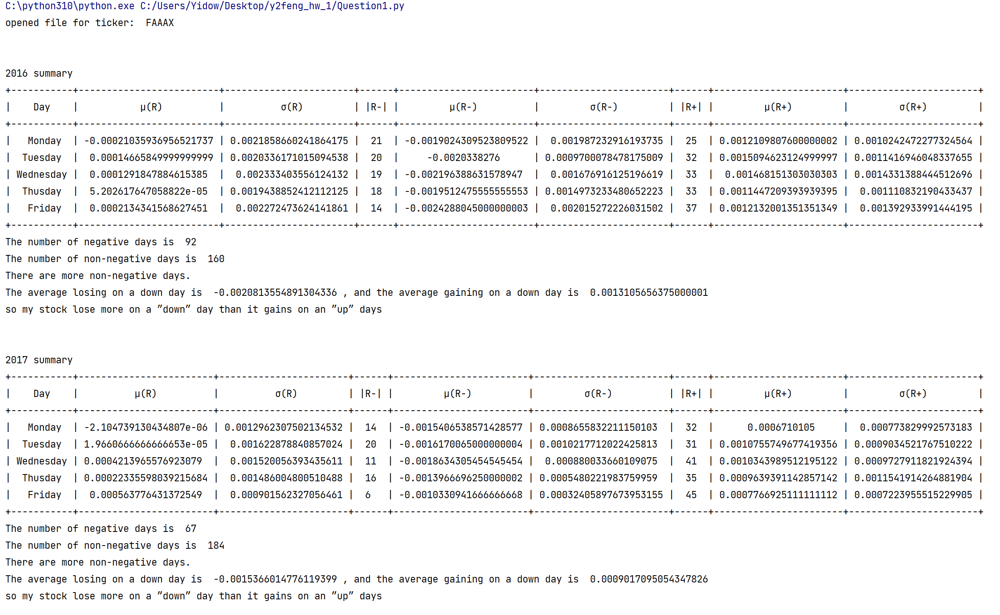 C:\python310\python.exe C:/Users/Yidow/Desktop/y2feng_hw_1/Question1.py
opened file for ticker:  FAAAX
2016 summary
+-----------+-------------------------+-----------------------+------+------------------------+-----------------------+------+-----------------------+-----------------------+
|    Day    |           µ(R)          |          σ(R)         | |R-| |         µ(R-)          |         σ(R-)         | |R+| |         µ(R+)         |         σ(R+)         |
+-----------+-------------------------+-----------------------+------+------------------------+-----------------------+------+-----------------------+-----------------------+
|   Monday  | -0.00021035936956521737 | 0.0021858660241864175 |  21  | -0.0019024309523809522 |  0.001987232916193735 |  25  | 0.0012109807600000002 | 0.0010242472277324564 |
|  Tuesday  |  0.00014665849999999999 | 0.0020336171015094538 |  20  |     -0.0020338276      | 0.0009700078478175009 |  32  | 0.0015094623124999997 | 0.0011416946048337655 |
| Wednesday |  0.0001291847884615385  |  0.002333403556124132 |  19  | -0.002196388631578947  |  0.001676916125196619 |  33  |  0.001468151303030303 | 0.0014331388444512696 |
|  Thusday  |  5.202617647058822e-05  | 0.0019438852412112125 |  18  | -0.0019512475555555553 | 0.0014973233480652223 |  33  | 0.0011447209393939395 |  0.001110832190433437 |
|   Friday  |  0.0002134341568627451  |  0.002272473624141861 |  14  | -0.0024288045000000003 |  0.002015272226031502 |  37  | 0.0012132001351351349 |  0.001392933991444195 |
+-----------+-------------------------+-----------------------+------+------------------------+-----------------------+------+-----------------------+-----------------------+
The number of negative days is  92
The number of non-negative days is  160
There are more non-negative days.
The average losing on a down day is  -0.0020813554891304336 , and the average gaining on a down day is  0.0013105656375000001
so my stock lose more on a ”down” day than it gains on an ”up” days
2017 summary
+-----------+------------------------+-----------------------+------+------------------------+------------------------+------+-----------------------+-----------------------+
|    Day    |          µ(R)          |          σ(R)         | |R-| |         µ(R-)          |         σ(R-)          | |R+| |         µ(R+)         |         σ(R+)         |
+-----------+------------------------+-----------------------+------+------------------------+------------------------+------+-----------------------+-----------------------+
|   Monday  | -2.104739130434807e-06 | 0.0012962307502134532 |  14  | -0.0015406538571428577 | 0.0008655832211150103  |  32  |      0.0006710105     |  0.000773829992573183 |
|  Tuesday  | 1.9660666666666653e-05 |  0.001622878840857024 |  20  | -0.0016170065000000004 | 0.0010217712022425813  |  31  | 0.0010755749677419356 | 0.0009034521767510222 |
| Wednesday | 0.0004213965576923079  |  0.001520056393435611 |  11  | -0.0018634305454545454 |  0.000880033660109075  |  41  | 0.0010343989512195122 | 0.0009727911821924394 |
|  Thusday  | 0.00022335598039215684 |  0.001486004800510488 |  16  | -0.0013966696250000002 | 0.0005480221983759959  |  35  | 0.0009639391142857142 | 0.0011541914264881904 |
|   Friday  |  0.000563776431372549  |  0.000901562327056461 |  6   | -0.0010330941666666668 | 0.00032405897673953155 |  45  | 0.0007766925111111112 | 0.0007223955515229905 |
+-----------+------------------------+-----------------------+------+------------------------+------------------------+------+-----------------------+-----------------------+
The number of negative days is  67
The number of non-negative days is  184
There are more non-negative days.
The average losing on a down day is  -0.0015366014776119399 , and the average gaining on a down day is  0.0009017095054347826
so my stock lose more on a ”down” day than it gains on an ”up” days